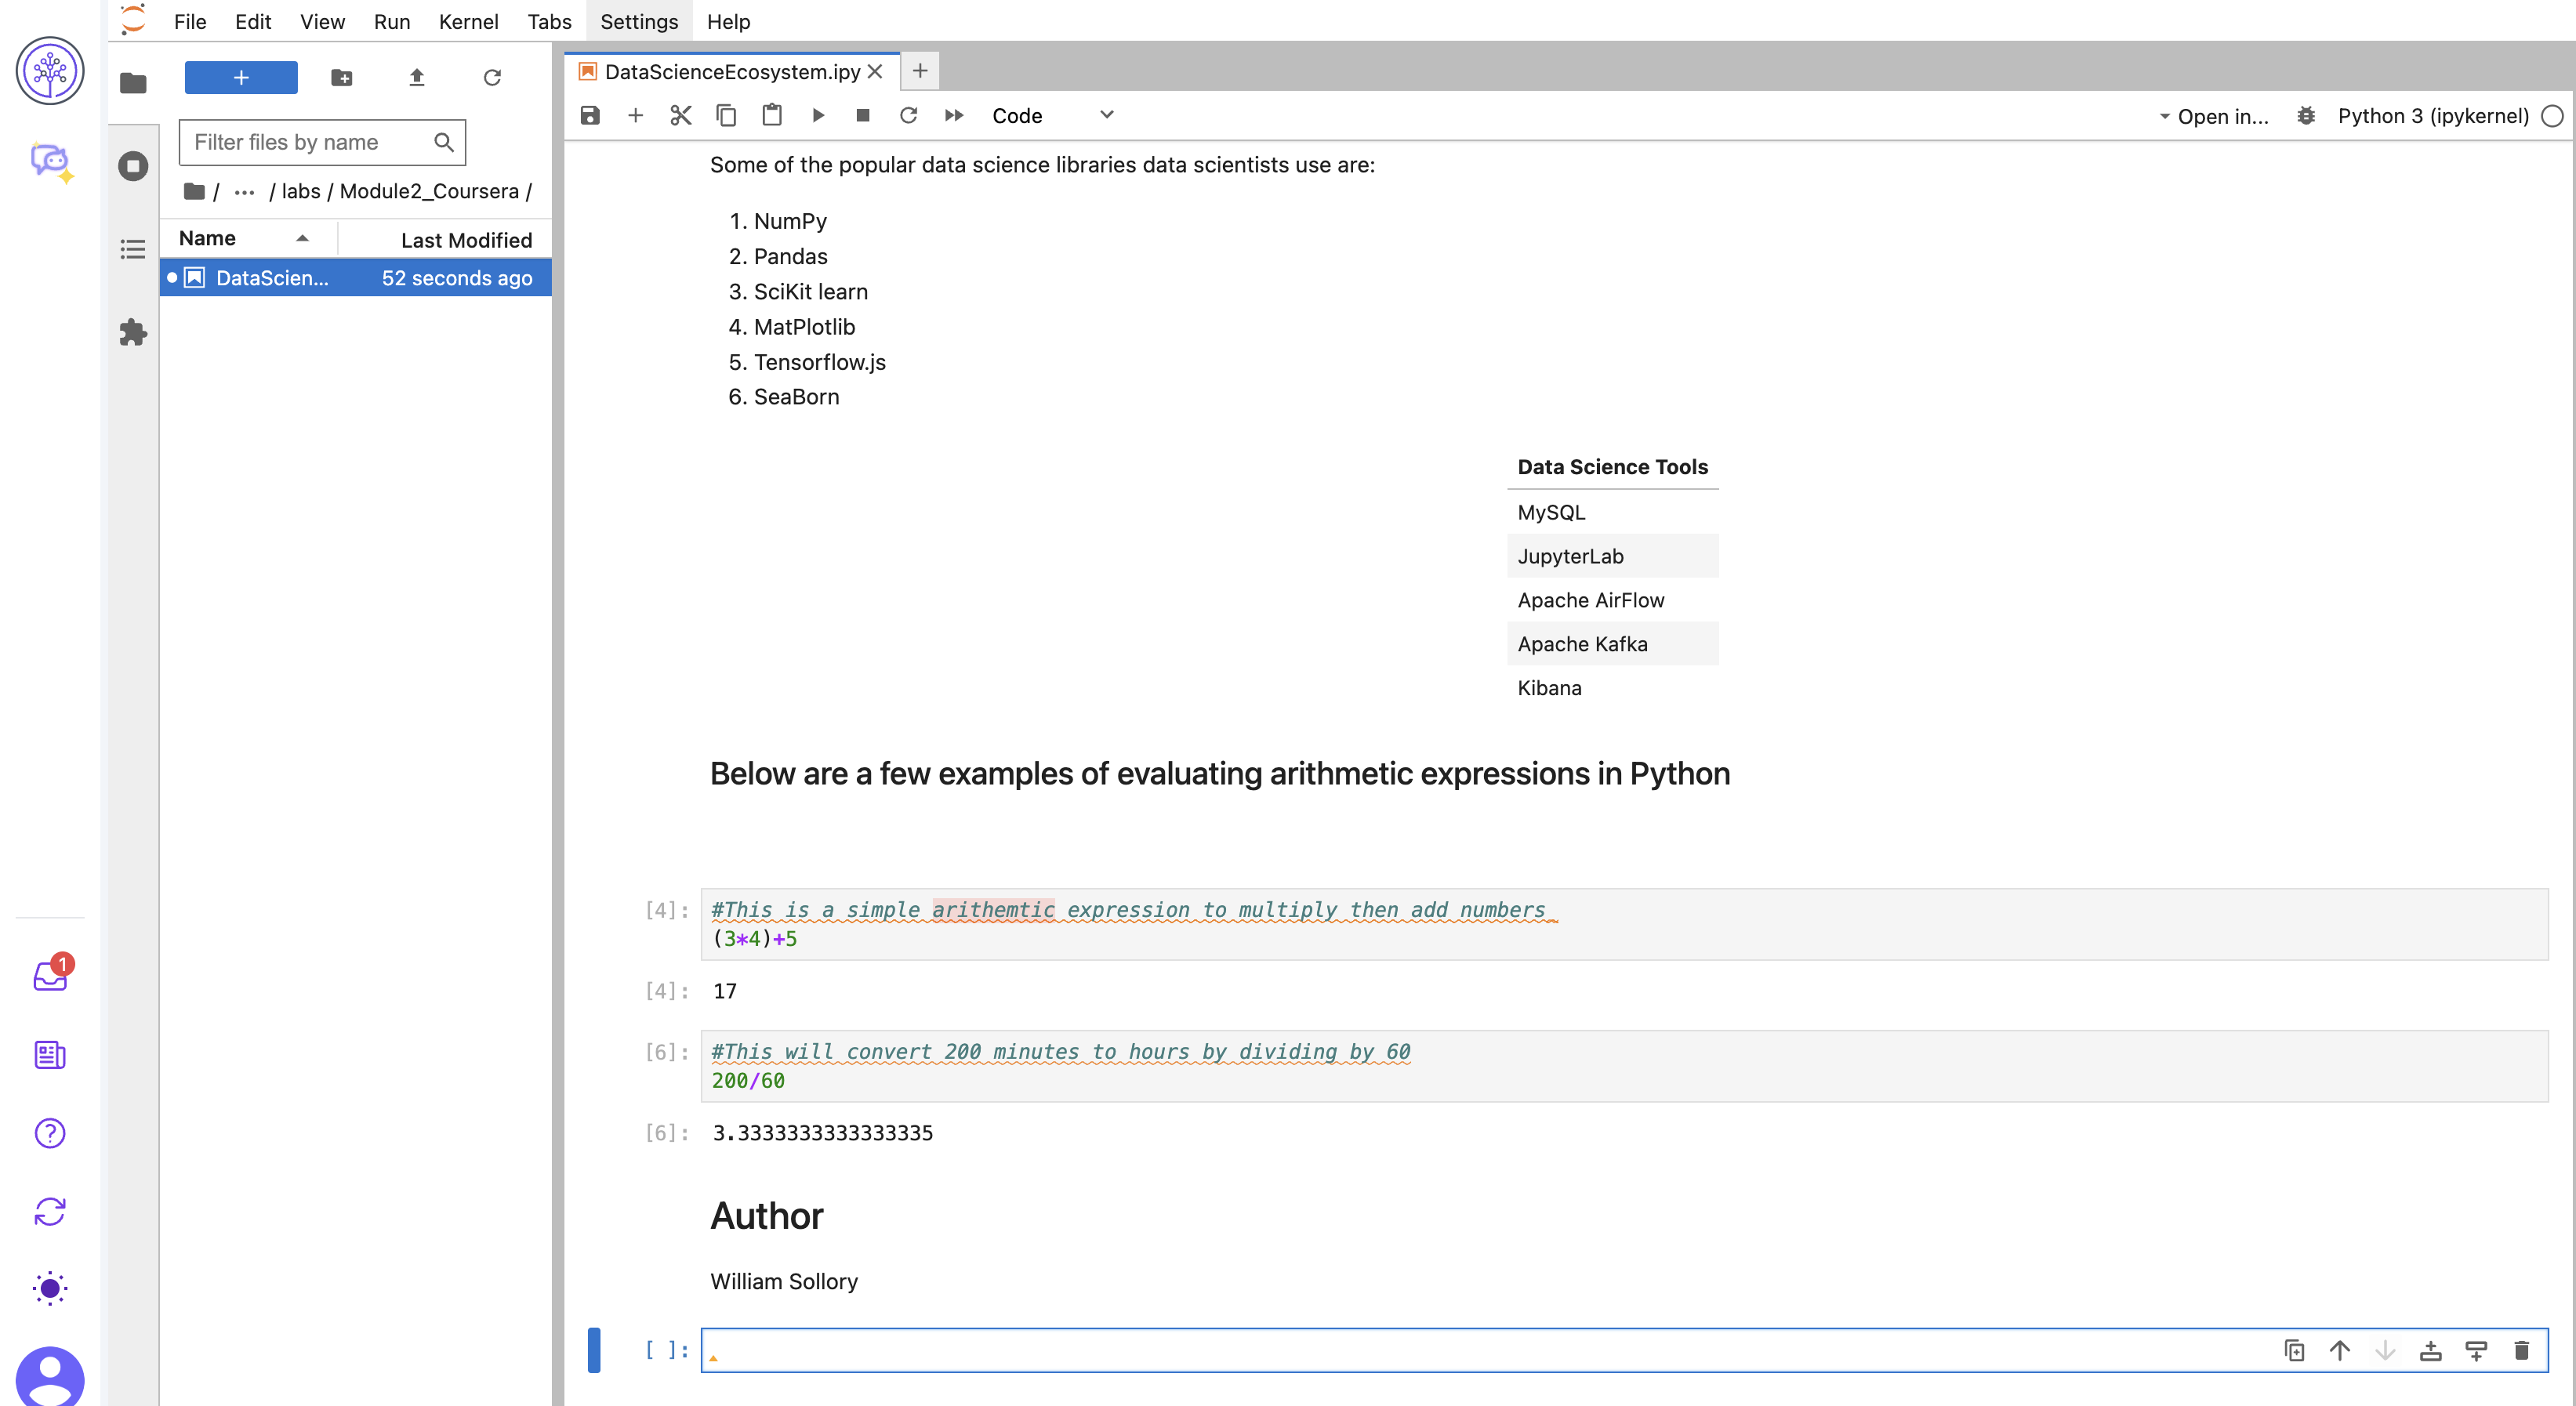 File Edit View Run Kernel Tabs Settings Help
DataScienceEcosystem.ipy
Code
Open in...
Python 3 (ipykernel)
Filter files by name
/ ... / labs / Module2_Coursera /
Name Last Modified
DataScien... 52 seconds ago
Some of the popular data science libraries data scientists use are:
1. NumPy
2. Pandas
3. SciKit learn
4. MatPlotlib
5. Tensorflow.js
6. SeaBorn
Data Science Tools
MySQL
JupyterLab
Apache AirFlow
Apache Kafka
Kibana
Below are a few examples of evaluating arithmetic expressions in Python
[4]: #This is a simple arithemtic expression to multiply then add numbers
(3*4)+5
[4]: 17
[6]: #This will convert 200 minutes to hours by dividing by 60
200/60
[6]: 3.3333333333333335
Author
William Sollory
[ ]:
1